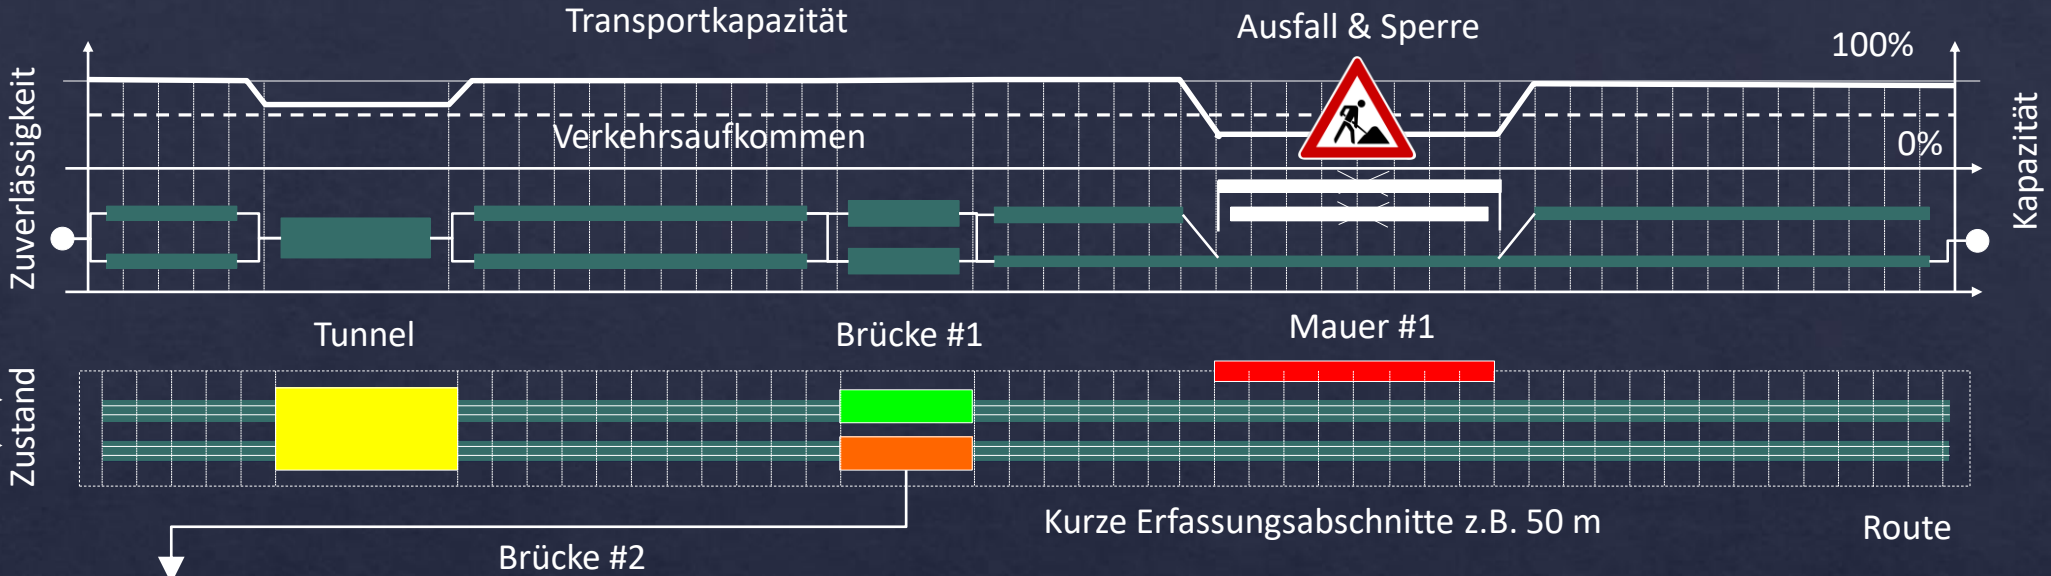 Transportkapazität
Ausfall & Sperre
100%
Zuverlässigkeit
Verkehrsaufkommen
0%
Kapazität
Tunnel
Brücke #1
Mauer #1
Zustand
Kurze Erfassungsabschnitte z.B. 50 m
Route
Brücke #2